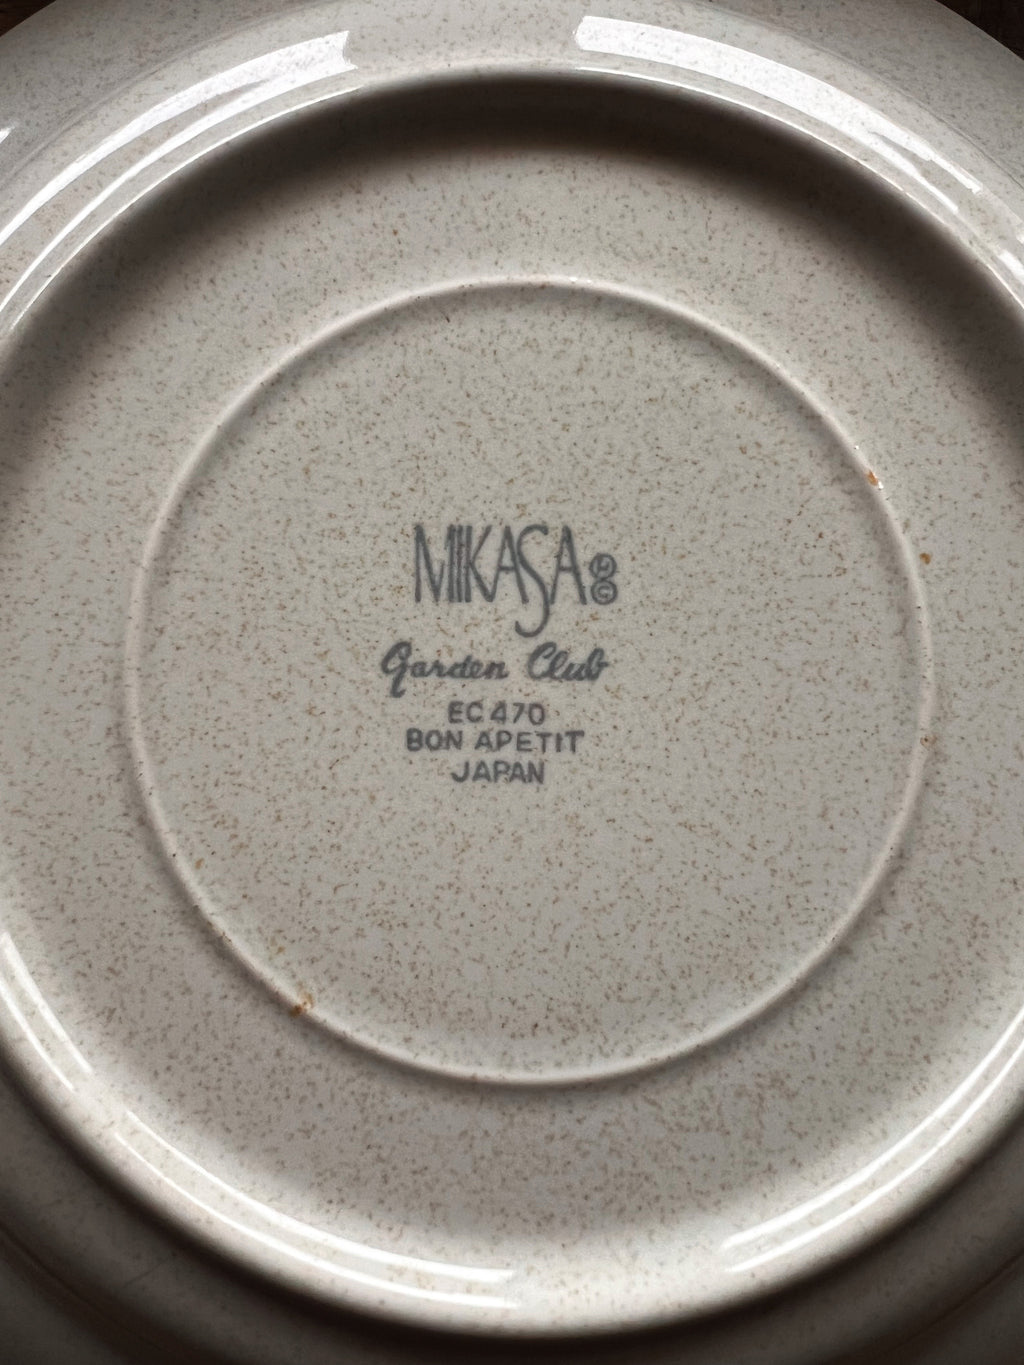 MIKASA
Garden Club
EC 470
BON APETIT
JAPAN